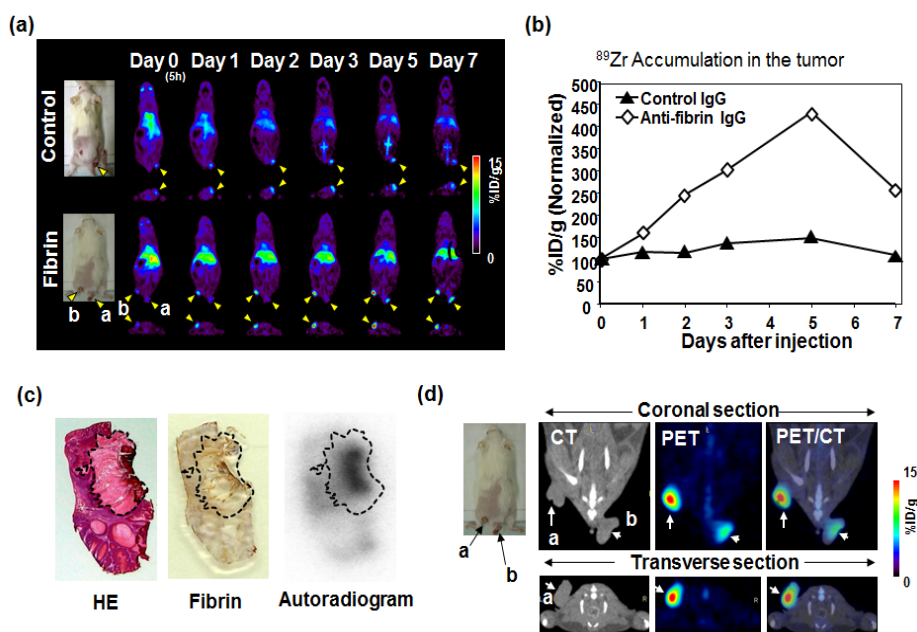 (a)
Day 0 Day 1 Day 2 Day 3 Day 5 Day 7
(5h)
Control
Fibrin
b a
b a
15
%ID/g
0
(b)
⁸⁹Zr Accumulation in the tumor
%ID/g (Normalized)
500
450
400
350
300
250
200
150
100
50
0
Control IgG
Anti-fibrin IgG
0 1 2 3 5 7
Days after injection
(c)
HE Fibrin Autoradiogram
(d)
Coronal section
CT PET PET/CT
L
R
a b
a
b
15
%ID/g
0
Transverse section
a
R